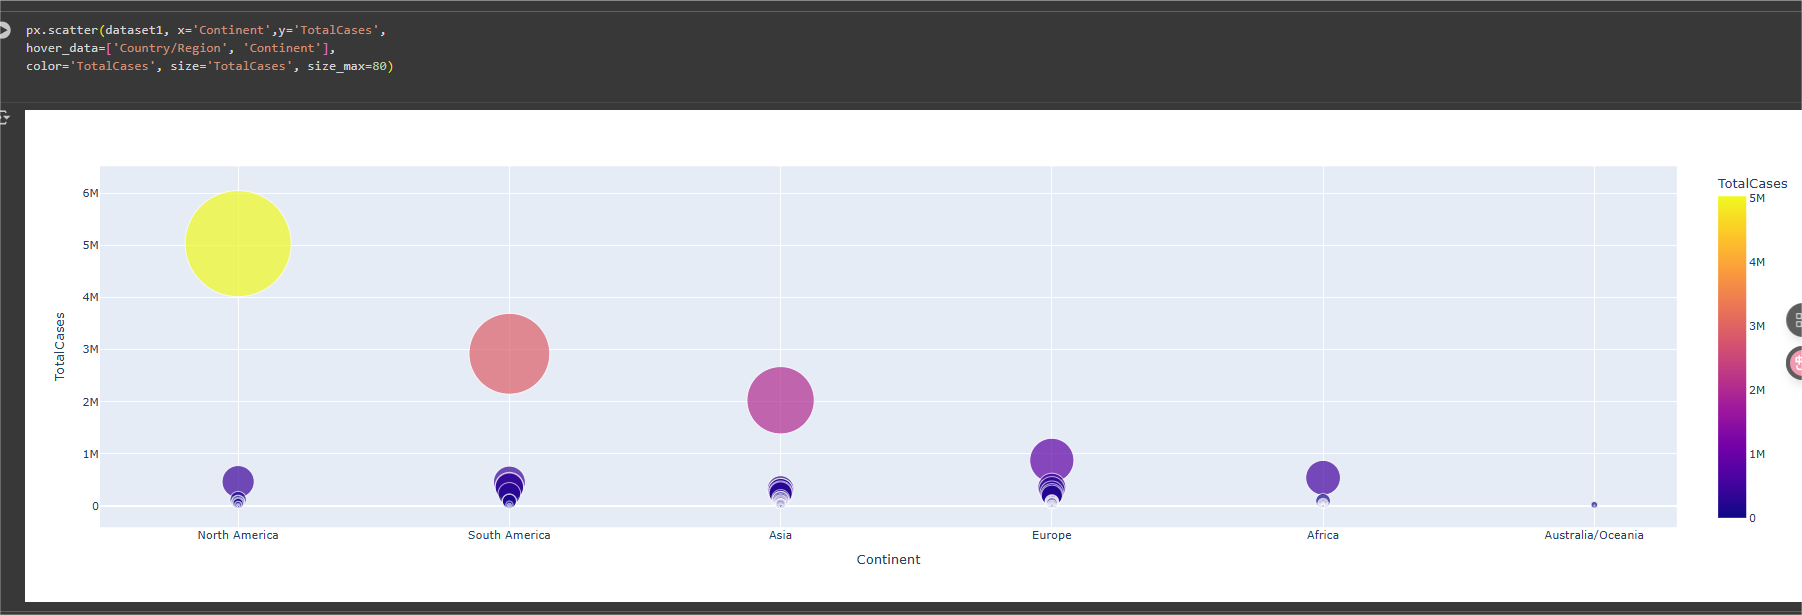 px.scatter(dataset1, x='Continent',y='TotalCases',
hover_data=['Country/Region', 'Continent'],
color='TotalCases', size='TotalCases', size_max=80)
TotalCases
6M
5M
4M
3M
2M
1M
0
TotalCases
North America
South America
Asia
Europe
Africa
Australia/Oceania
Continent
5M
4M
3M
2M
1M
0